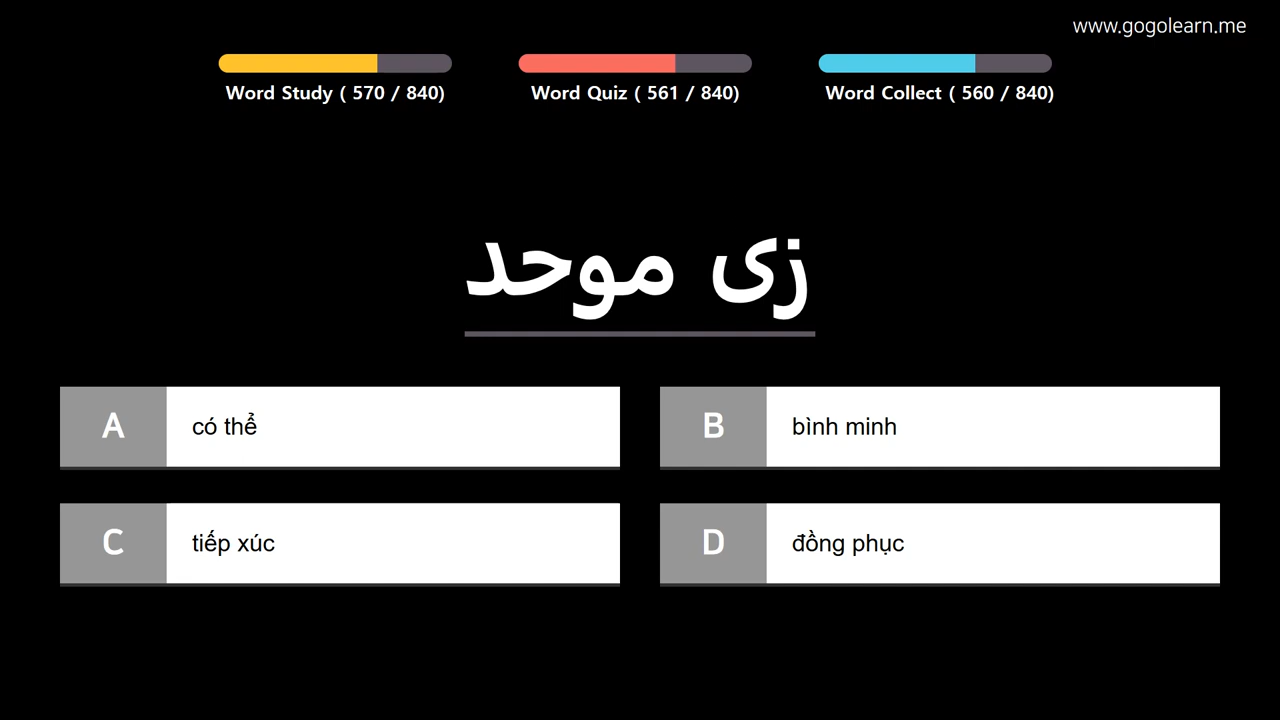 www.gogolearn.me
Word Study ( 570 / 840)
Word Quiz ( 561 / 840)
Word Collect ( 560 / 840)
زى موحد
A
có thể
B
bình minh
C
tiếp xúc
D
đồng phục